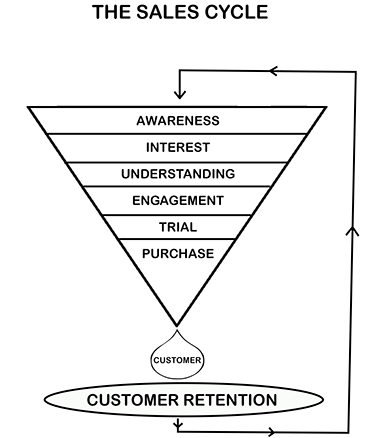 THE SALES CYCLE
AWARENESS
INTEREST
UNDERSTANDING
ENGAGEMENT
TRIAL
PURCHASE
CUSTOMER
CUSTOMER RETENTION